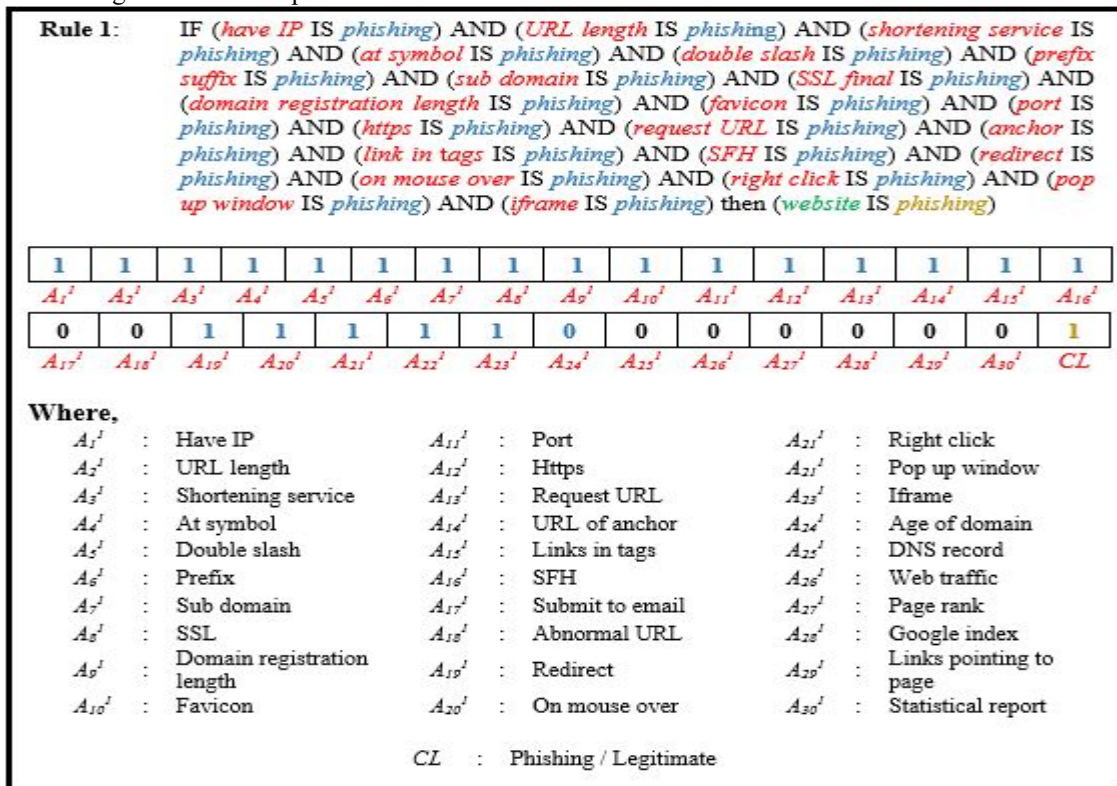 Rule 1: IF (have IP IS phishing) AND (URL length IS phishing) AND (shortening service IS
phishing) AND (at symbol IS phishing) AND (double slash IS phishing) AND (prefix
suffix IS phishing) AND (sub domain IS phishing) AND (SSL final IS phishing) AND
(domain registration length IS phishing) AND (favicon IS phishing) AND (port IS
phishing) AND (https IS phishing) AND (request URL IS phishing) AND (anchor IS
phishing) AND (link in tags IS phishing) AND (SFH IS phishing) AND (redirect IS
phishing) AND (on mouse over IS phishing) AND (right click IS phishing) AND (pop
up window IS phishing) AND (iframe IS phishing) then (website IS phishing)
1 1 1 1 1 1 1 1 1 1 1 1 1 1 1 1
A₁¹ A₂¹ A₃¹ A₄¹ A₅¹ A₆¹ A₇¹ A₈¹ A₉¹ A₁₀¹ A₁₁¹ A₁₂¹ A₁₃¹ A₁₄¹ A₁₅¹ A₁₆¹
0 0 1 1 1 1 1 0 0 0 0 0 0 0 1
A₁₇¹ A₁₈¹ A₁₉¹ A₂₀¹ A₂₁¹ A₂₂¹ A₂₃¹ A₂₄¹ A₂₅¹ A₂₆¹ A₂₇¹ A₂₈¹ A₂₉¹ A₃₀¹ CL
Where,
A₁¹ : Have IP A₁₁¹ : Port A₂₁¹ : Right click
A₂¹ : URL length A₁₂¹ : Https A₂₁¹ : Pop up window
A₃¹ : Shortening service A₁₃¹ : Request URL A₂₃¹ : Iframe
A₄¹ : At symbol A₁₄¹ : URL of anchor A₂₄¹ : Age of domain
A₅¹ : Double slash A₁₅¹ : Links in tags A₂₅¹ : DNS record
A₆¹ : Prefix A₁₆¹ : SFH A₂₆¹ : Web traffic
A₇¹ : Sub domain A₁₇¹ : Submit to email A₂₇¹ : Page rank
A₈¹ : SSL A₁₈¹ : Abnormal URL A₂₈¹ : Google index
A₉¹ : Domain registration length A₁₉¹ : Redirect A₂₉¹ : Links pointing to page
A₁₀¹ : Favicon A₂₀¹ : On mouse over A₃₀¹ : Statistical report
CL : Phishing / Legitimate